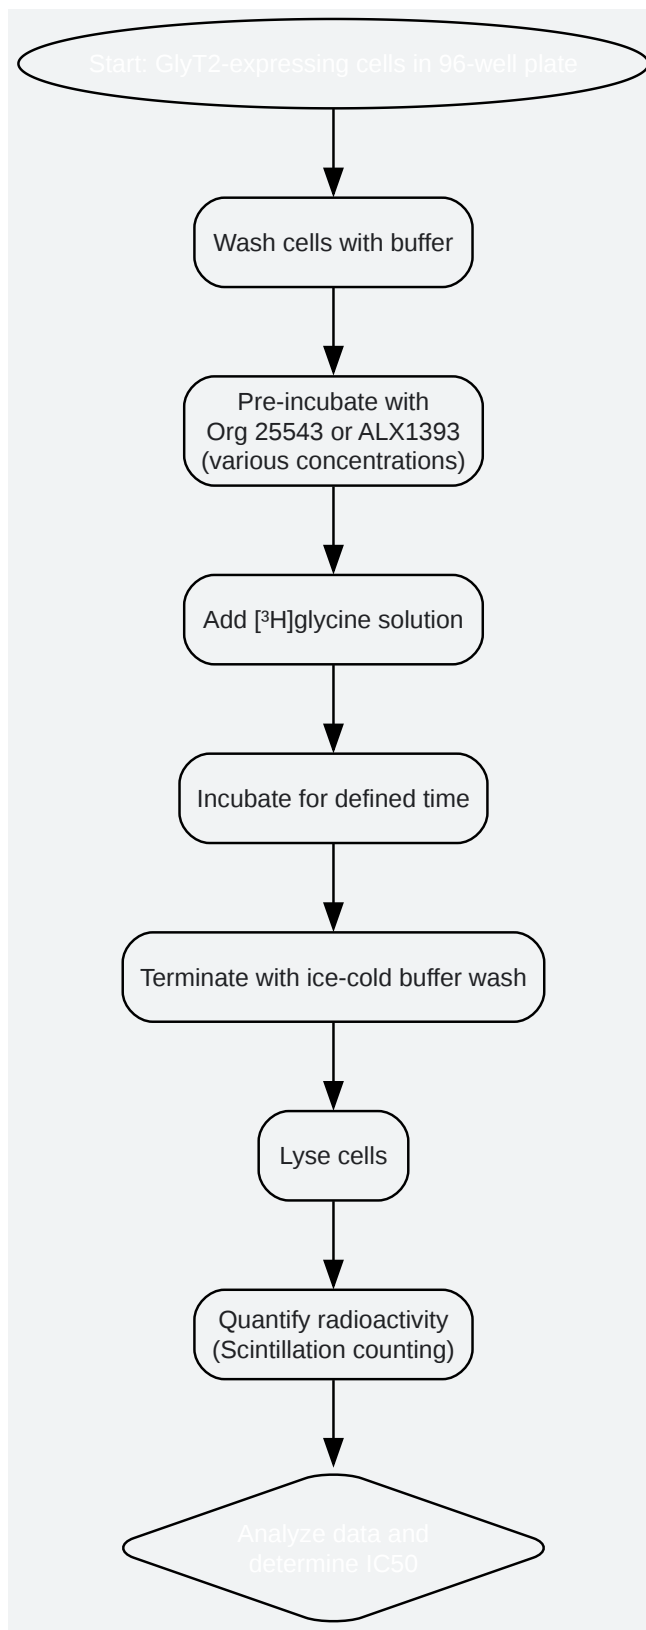 Start: GlyT2-expressing cells in 96-well plate
Wash cells with buffer
Pre-incubate with
Org 25543 or ALX1393
(various concentrations)
Add [³H]glycine solution
Incubate for defined time
Terminate with ice-cold buffer wash
Lyse cells
Quantify radioactivity
(Scintillation counting)
Analyze data and
determine IC50